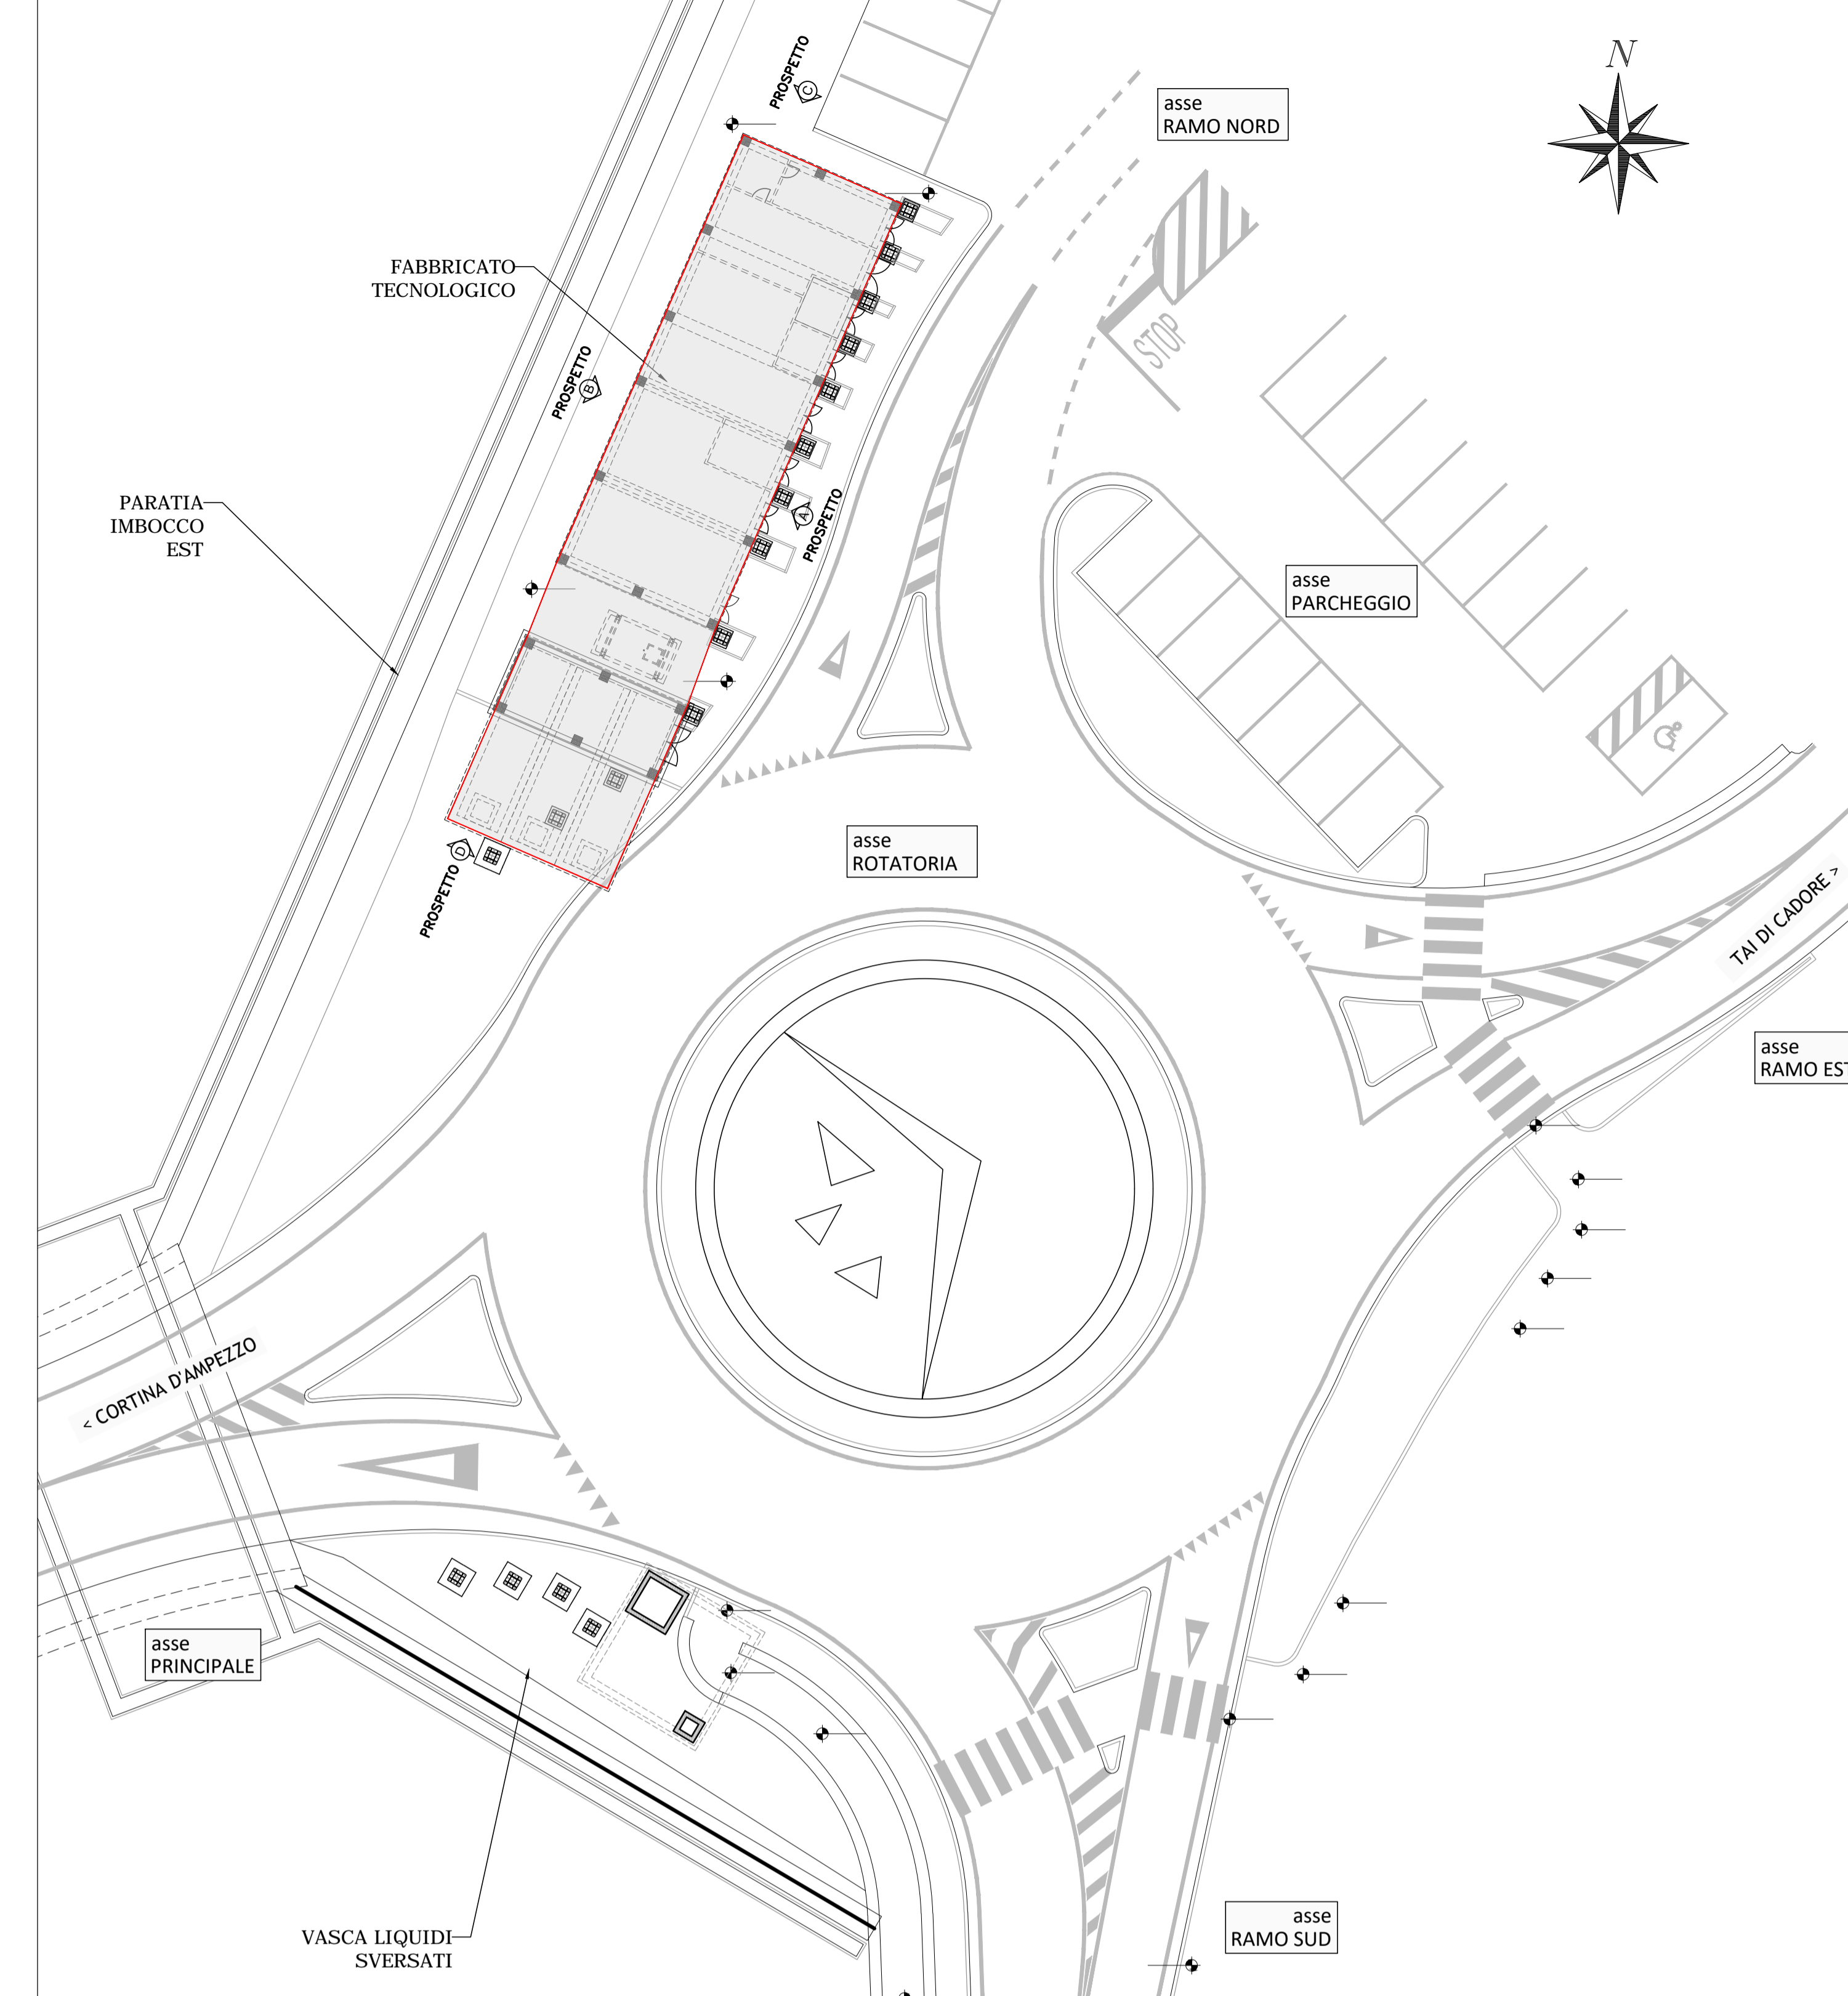 N
PROSPETTO
C
asse
RAMO NORD
FABBRICATO
TECNOLOGICO
STOP
PROSPETTO
B
PARATIA
IMBOCCO
EST
A
PROSPETTO
asse
PARCHEGGIO
asse
ROTATORIA
D
PROSPETTO
TAI DI CADORE >
asse
RAMO EST
< CORTINA D'AMPEZZO
asse
PRINCIPALE
asse
RAMO SUD
VASCA LIQUIDI
SVERSATI